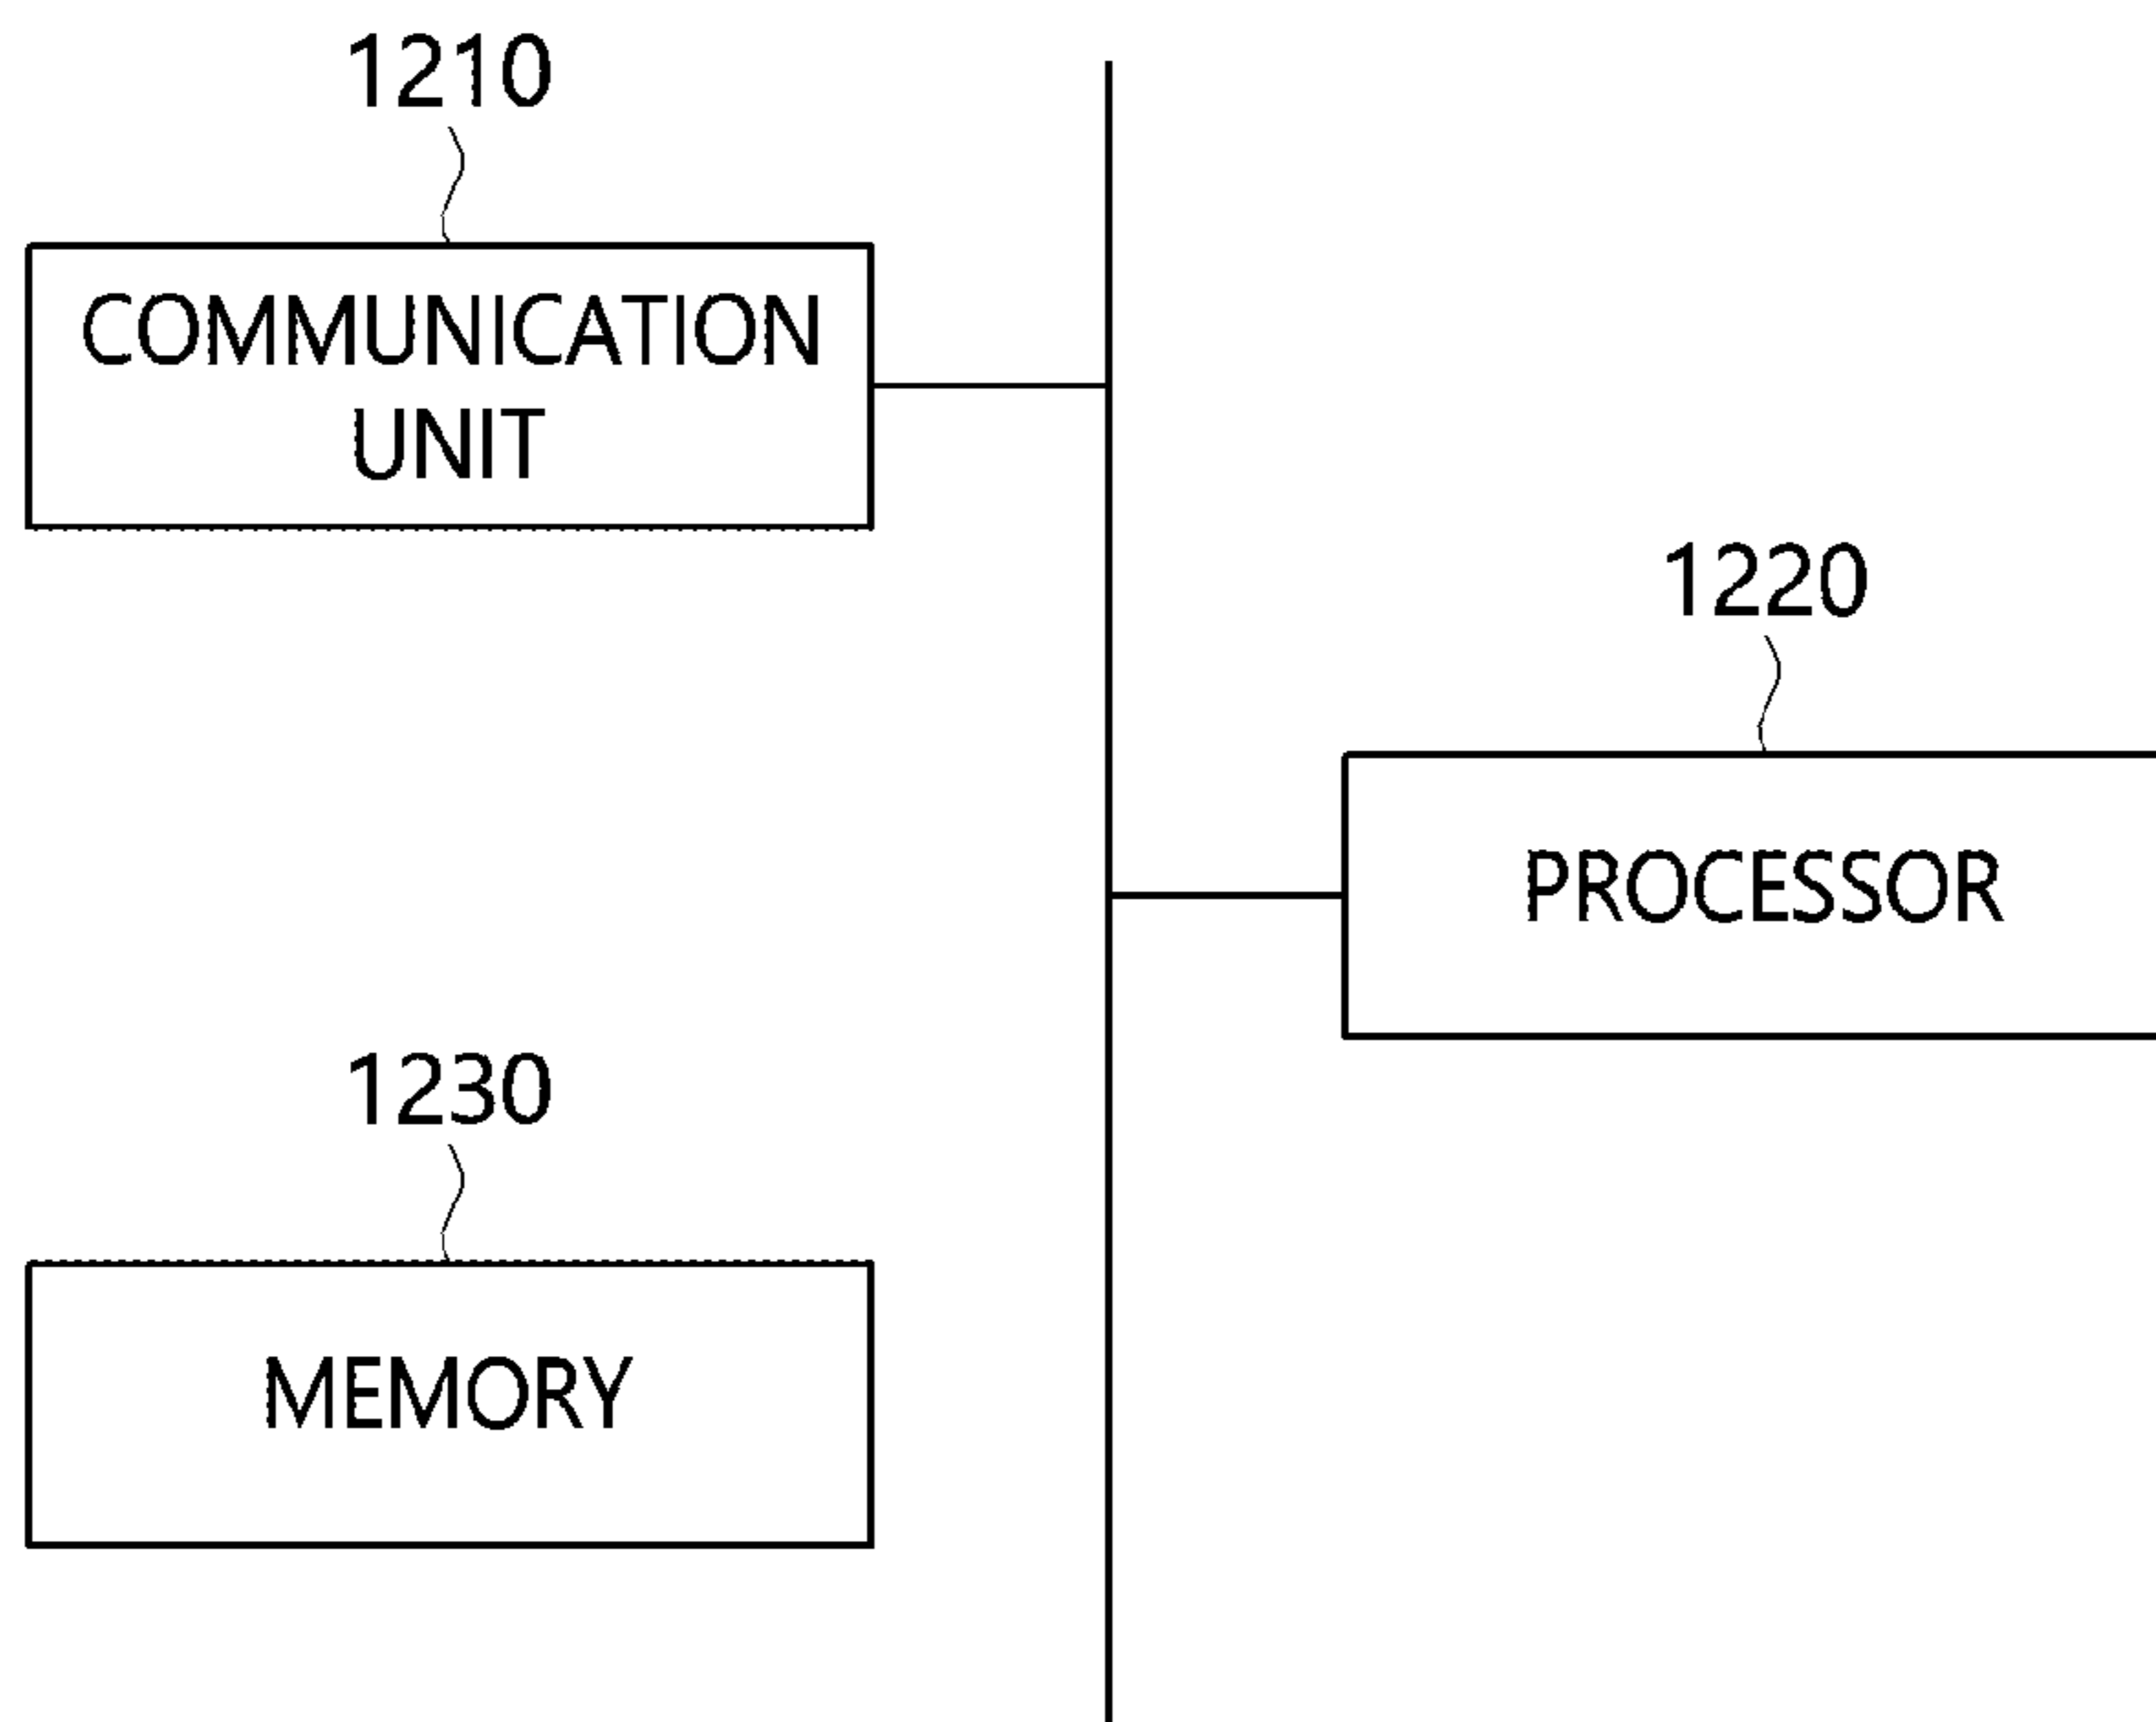 1210
COMMUNICATION
UNIT
1220
PROCESSOR
1230
MEMORY